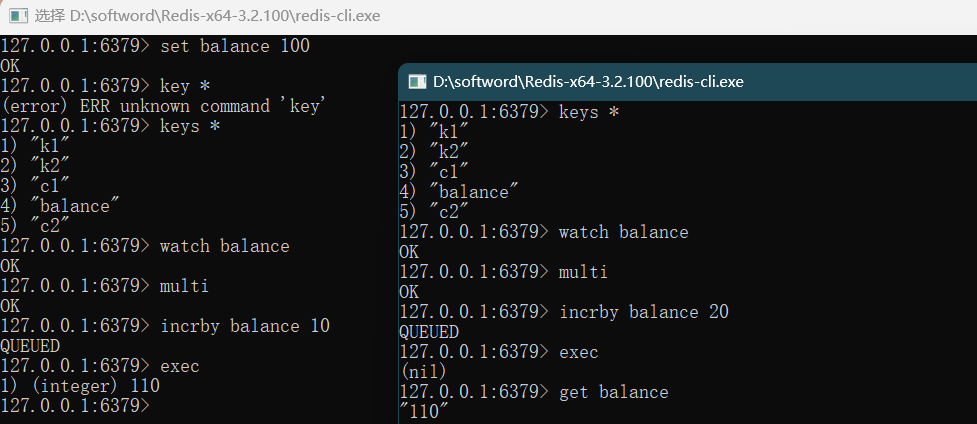 选择 D:\softword\Redis-x64-3.2.100\redis-cli.exe
127.0.0.1:6379> set balance 100
OK
127.0.0.1:6379> key *
(error) ERR unknown command 'key'
127.0.0.1:6379> keys *
1) "k1"
2) "k2"
3) "c1"
4) "balance"
5) "c2"
127.0.0.1:6379> watch balance
OK
127.0.0.1:6379> multi
OK
127.0.0.1:6379> incrby balance 10
QUEUED
127.0.0.1:6379> exec
1) (integer) 110
127.0.0.1:6379>
D:\softword\Redis-x64-3.2.100\redis-cli.exe
127.0.0.1:6379> keys *
1) "k1"
2) "k2"
3) "c1"
4) "balance"
5) "c2"
127.0.0.1:6379> watch balance
OK
127.0.0.1:6379> multi
OK
127.0.0.1:6379> incrby balance 20
QUEUED
127.0.0.1:6379> exec
(nil)
127.0.0.1:6379> get balance
"110"